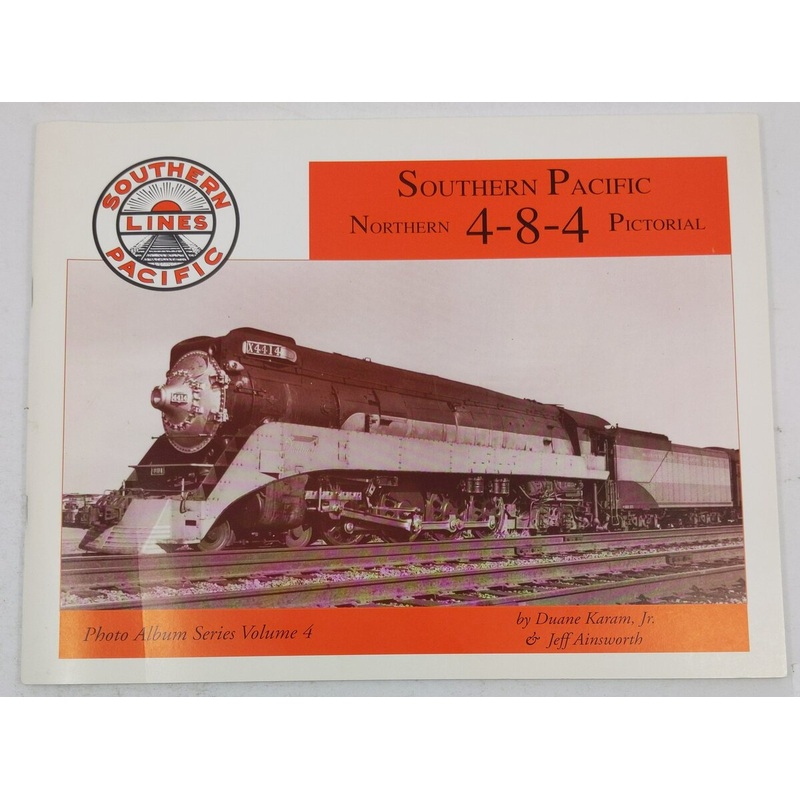 SOUTHERN
LINES
PACIFIC
SOUTHERN PACIFIC
NORTHERN 4-8-4 PICTORIAL
X4414
4414
Photo Album Series Volume 4
by Duane Karam, Jr.
& Jeff Ainsworth